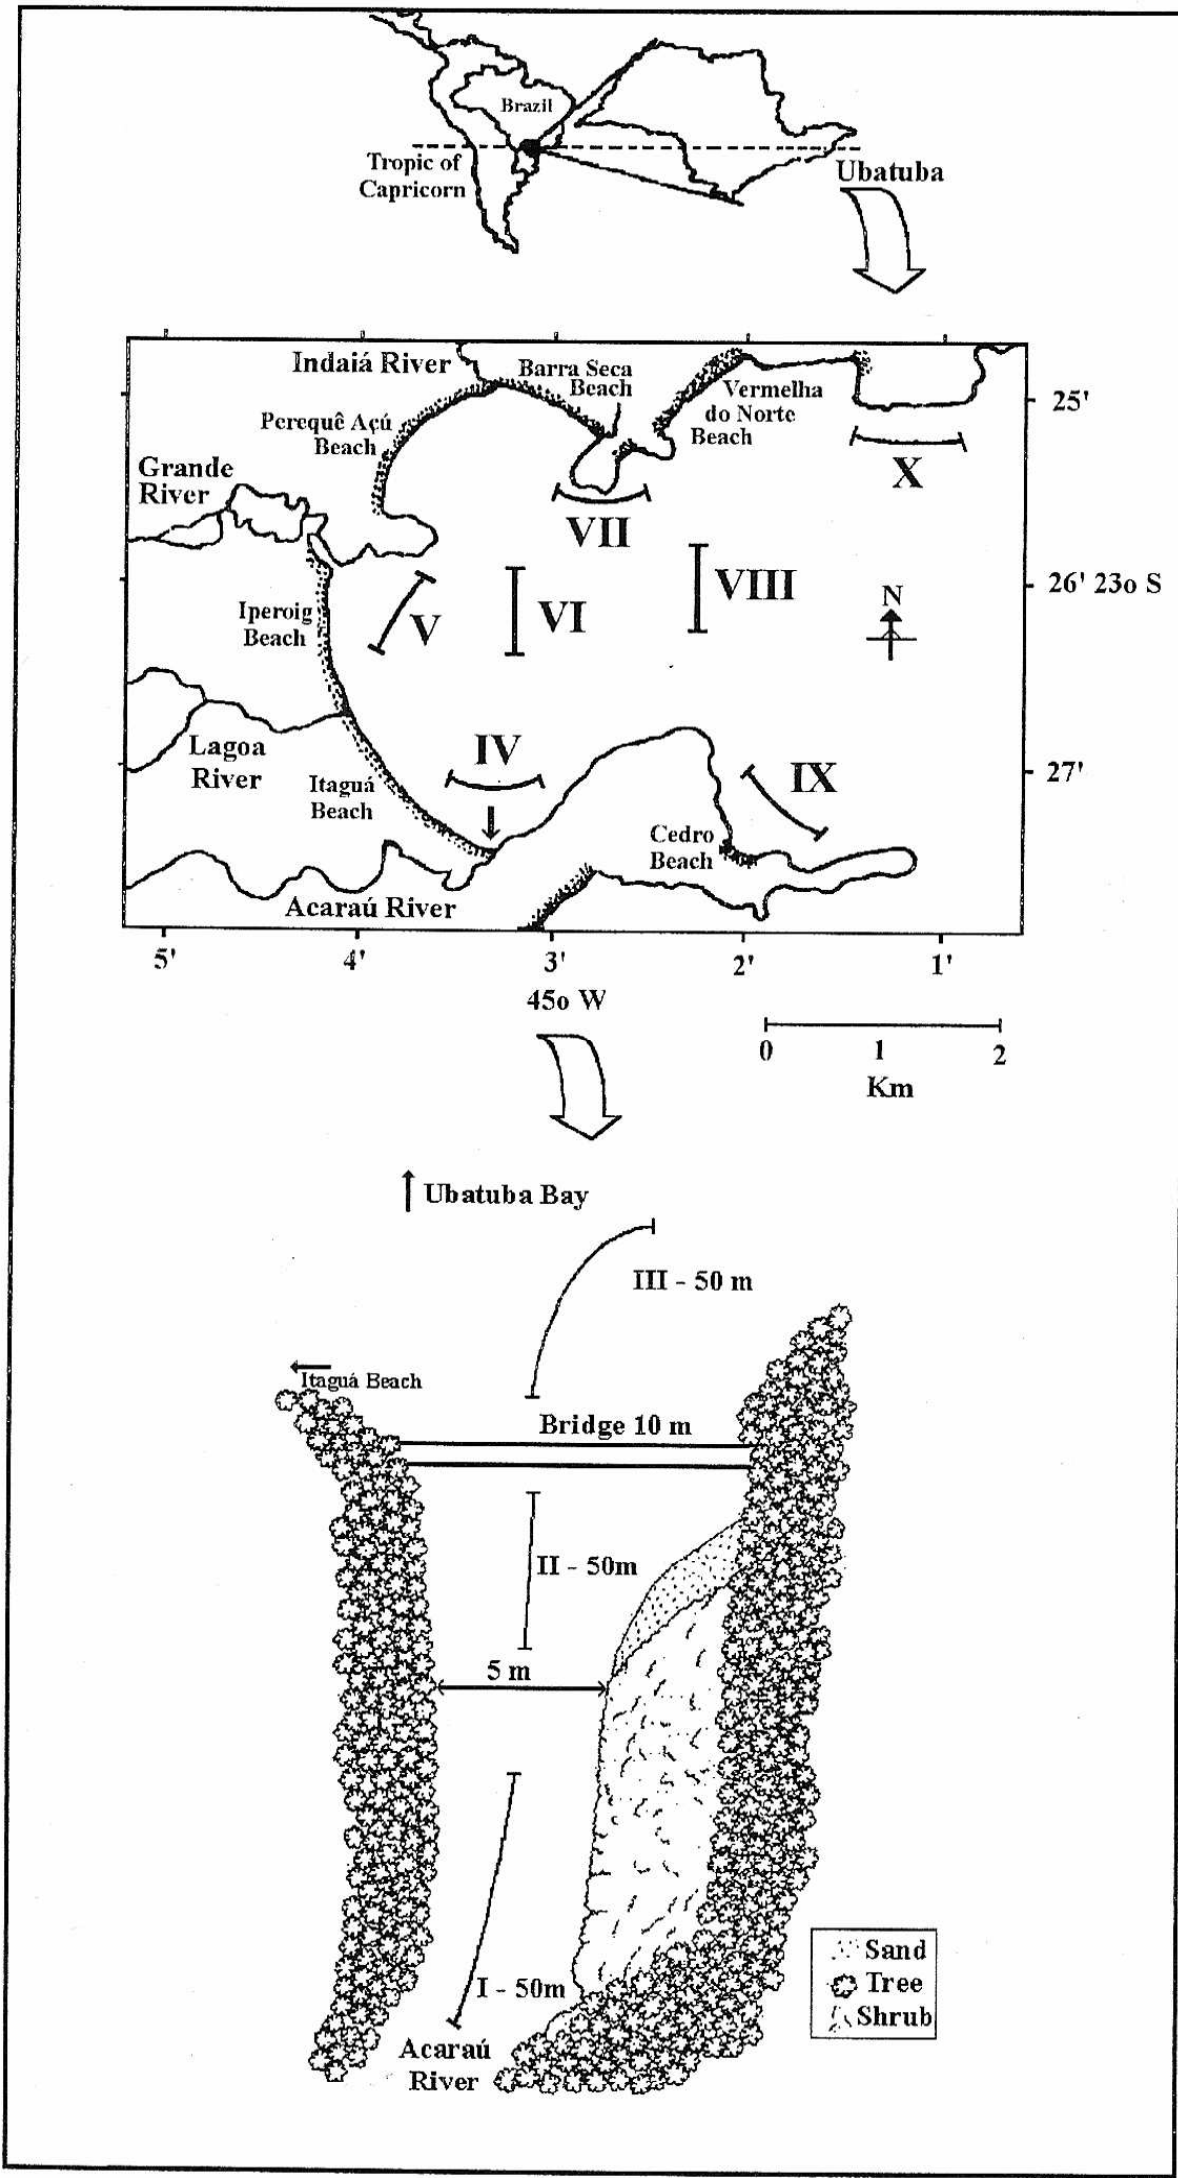 Brazil
Tropic of
Capricorn
Ubatuba
Indaiá River
Barra Seca
Beach
Vermelha
do Norte
Beach
Perequê Açú
Beach
Grande
River
25'
X
VII
VIII
26' 23o S
N
Iperoig
Beach
V
VI
Lagoa
River
IV
IX
27'
Itaguá
Beach
Cedro
Beach
Acaraú River
5'
4'
3'
2'
1'
45o W
0
1
2
Km
Ubatuba Bay
III - 50 m
Itaguá Beach
Bridge 10 m
II - 50m
5 m
I - 50m
Acaraú
River
Sand
Tree
Shrub